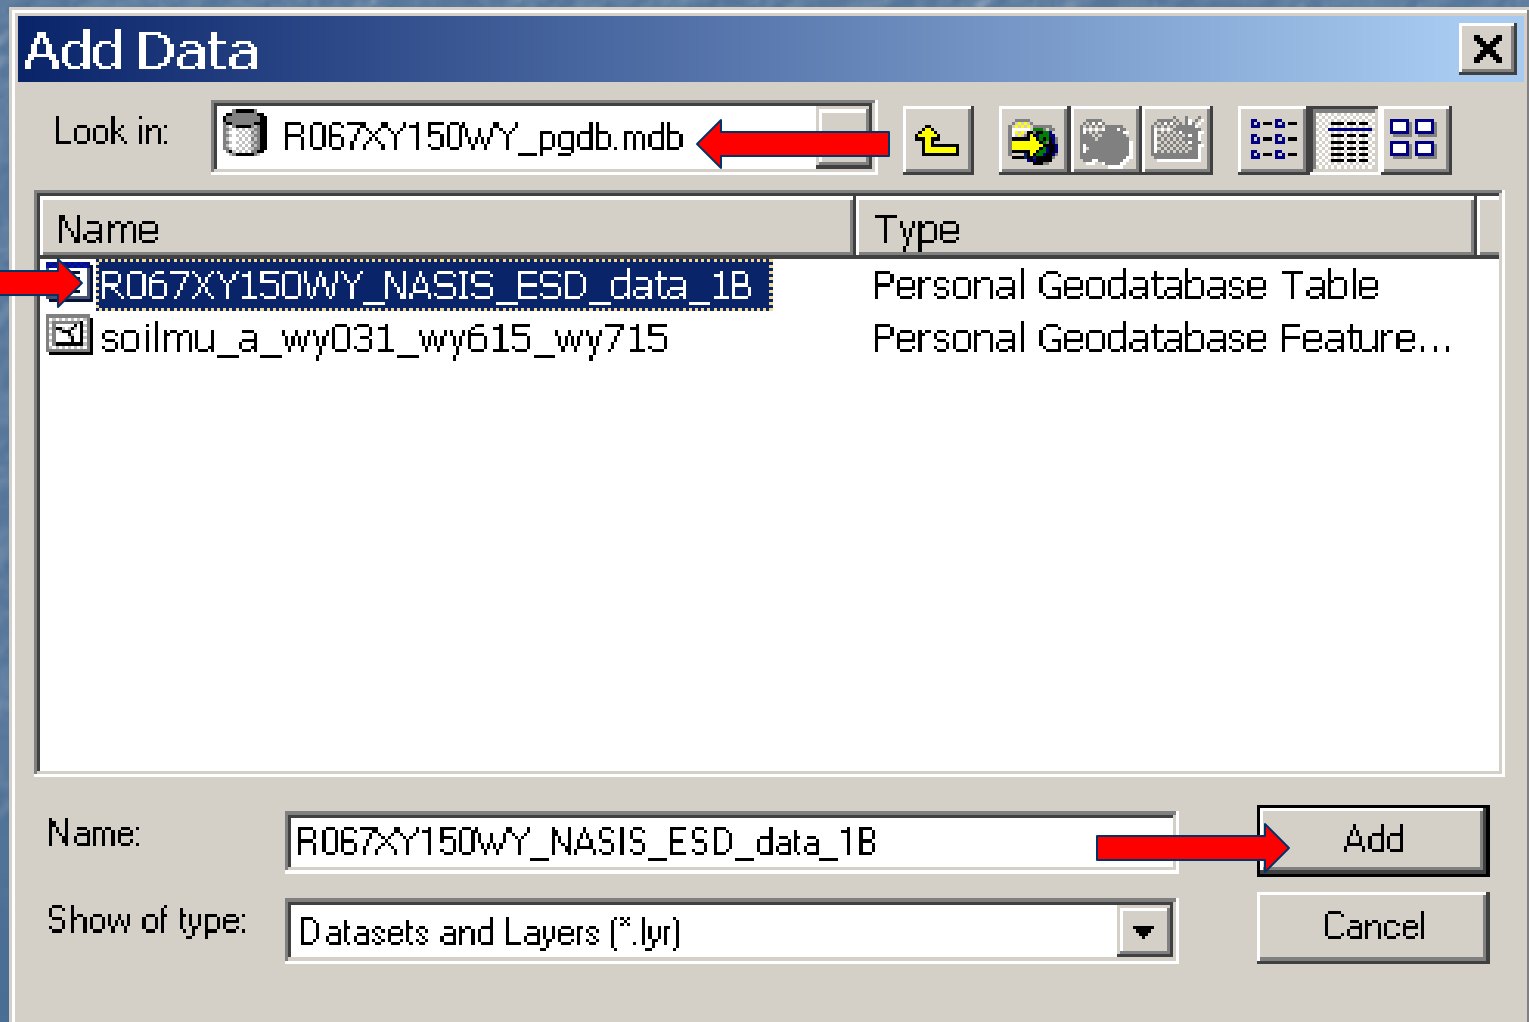 Add Data
Look in: R067XY150WY_pgdb.mdb
Name Type
R067XY150WY_NASIS_ESD_data_1B Personal Geodatabase Table
soilmu_a_wy031_wy615_wy715 Personal Geodatabase Feature...
Name: R067XY150WY_NASIS_ESD_data_1B Add
Show of type: Datasets and Layers (*.lyr) Cancel